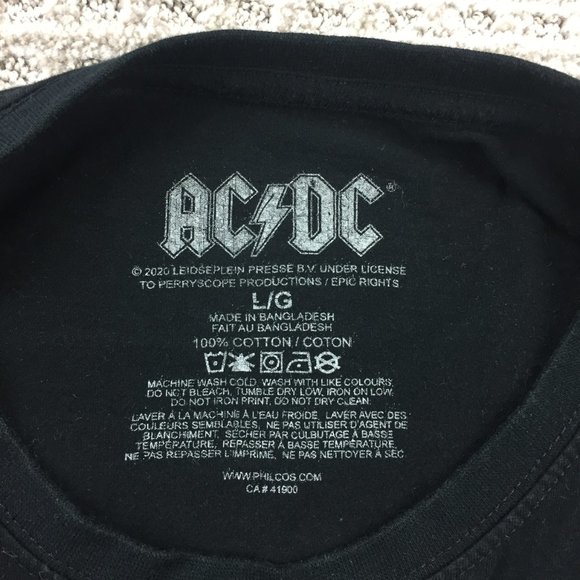 AC⚡DC®
© 2020 LEIDSEPLEIN PRESSE B.V. UNDER LICENSE
TO PERRYSCOPE PRODUCTIONS / EPIC RIGHTS.
L/G
MADE IN BANGLADESH
FAIT AU BANGLADESH
100% COTTON / COTON
MACHINE WASH COLD, WASH WITH LIKE COLOURS,
DO NOT BLEACH, TUMBLE DRY LOW, IRON ON LOW,
DO NOT IRON PRINT, DO NOT DRY CLEAN.
LAVER À LA MACHINE À L'EAU FROIDE, LAVER AVEC DES
COULEURS SEMBLABLES, NE PAS UTILISER D'AGENT DE
BLANCHIMENT, SÉCHER PAR CULBUTAGE À BASSE
TEMPÉRATURE, REPASSER À BASSE TEMPÉRATURE,
NE PAS REPASSER L'IMPRIMÉ, NE PAS NETTOYER À SEC
WWW.PHILCOS.COM
CA# 41900